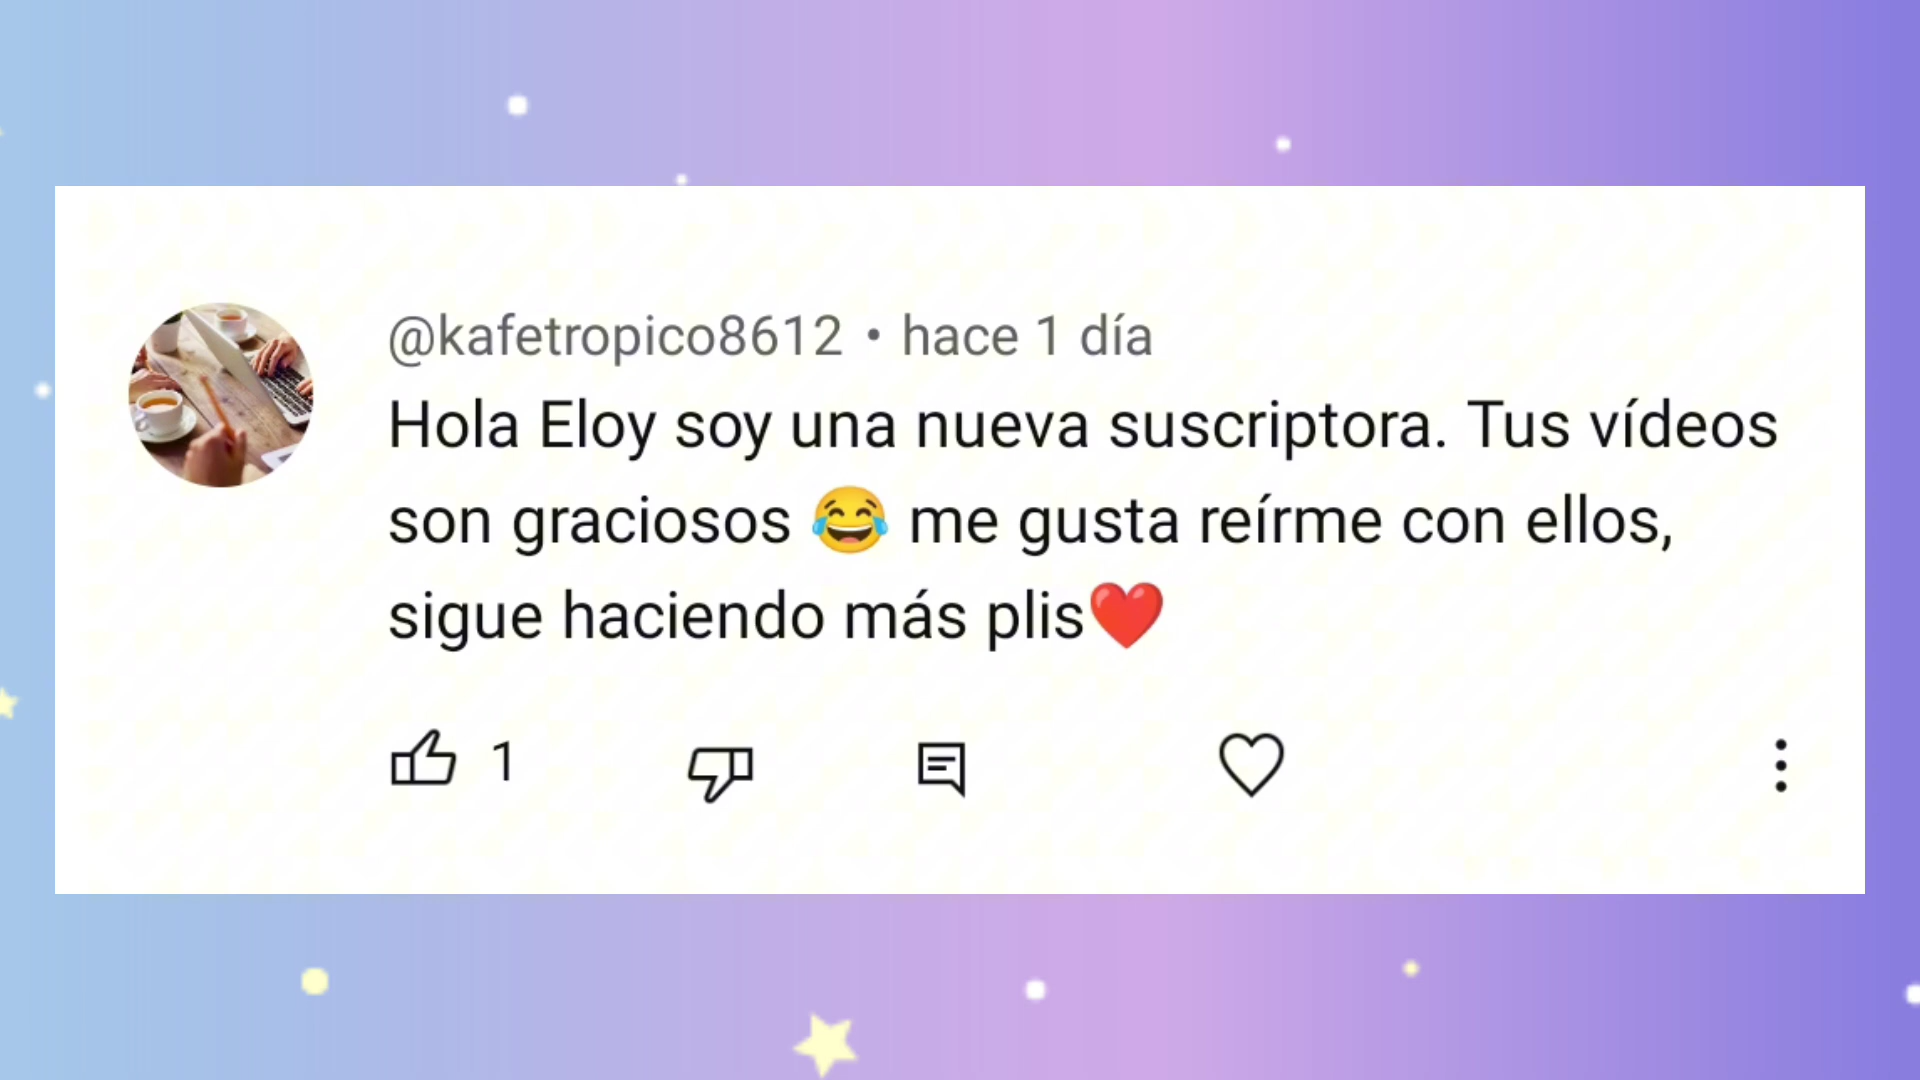 @kafetropico8612 • hace 1 día
Hola Eloy soy una nueva suscriptora. Tus vídeos
son graciosos 😂 me gusta reírme con ellos,
sigue haciendo más plis❤️
1